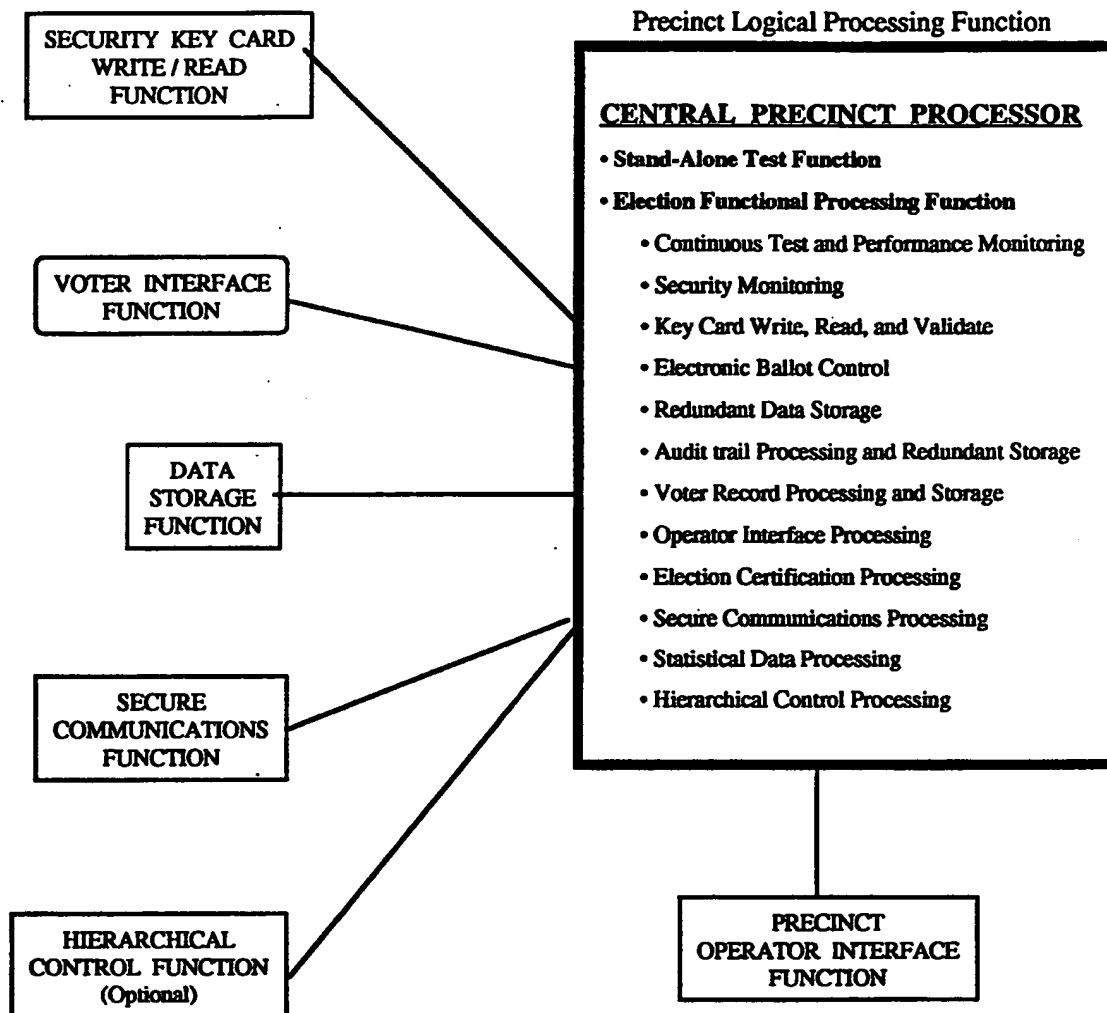 SECURITY KEY CARD
WRITE / READ
FUNCTION
VOTER INTERFACE
FUNCTION
DATA
STORAGE
FUNCTION
SECURE
COMMUNICATIONS
FUNCTION
HIERARCHICAL
CONTROL FUNCTION
(Optional)
Precinct Logical Processing Function
CENTRAL PRECINCT PROCESSOR
• Stand-Alone Test Function
• Election Functional Processing Function
• Continuous Test and Performance Monitoring
• Security Monitoring
• Key Card Write, Read, and Validate
• Electronic Ballot Control
• Redundant Data Storage
• Audit trail Processing and Redundant Storage
• Voter Record Processing and Storage
• Operator Interface Processing
• Election Certification Processing
• Secure Communications Processing
• Statistical Data Processing
• Hierarchical Control Processing
PRECINCT
OPERATOR INTERFACE
FUNCTION